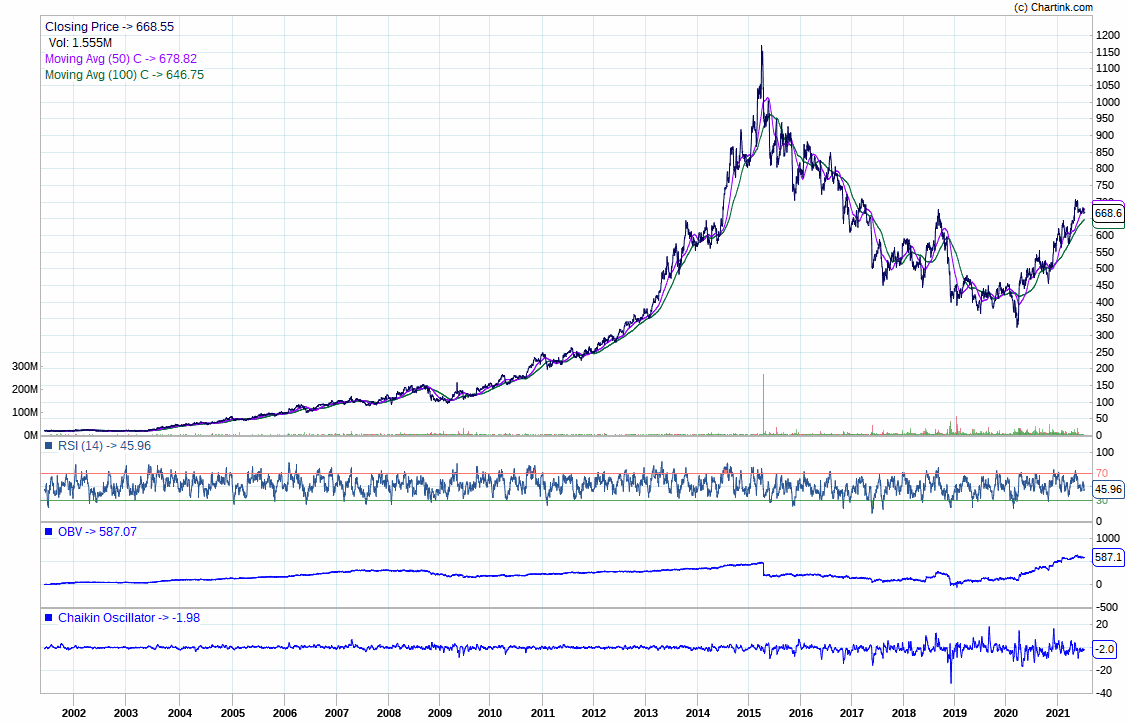 (c) Chartink.com
Closing Price -> 668.55
Vol: 1.555M
Moving Avg (50) C -> 678.82
Moving Avg (100) C -> 646.75
1200
1150
1100
1050
1000
950
900
850
800
750
668.6
600
550
500
450
400
350
300
250
200
150
100
50
0
300M
200M
100M
0M
RSI (14) -> 45.96
100
70
45.96
30
0
OBV -> 587.07
1000
587.1
0
-500
Chaikin Oscillator -> -1.98
20
-2.0
-20
-40
2002 2003 2004 2005 2006 2007 2008 2009 2010 2011 2012 2013 2014 2015 2016 2017 2018 2019 2020 2021